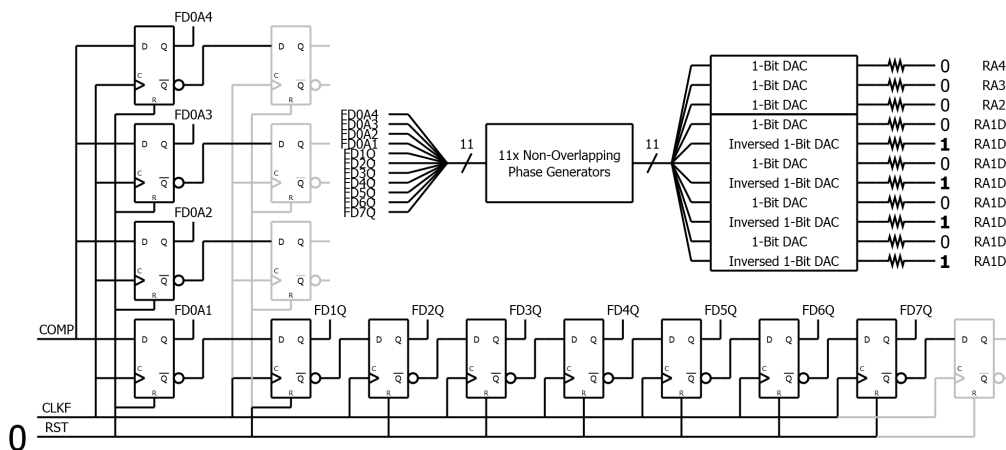 FD0A4
D Q
C
Q
R
D Q
C
Q
R
FD0A3
D Q
C
Q
R
D Q
C
Q
R
FD0A2
D Q
C
Q
R
D Q
C
Q
R
COMP
FD0A1
D Q
C
Q
R
FD1Q
D Q
C
Q
R
FD2Q
D Q
C
Q
R
FD3Q
D Q
C
Q
R
FD4Q
D Q
C
Q
R
FD5Q
D Q
C
Q
R
FD6Q
D Q
C
Q
R
FD7Q
D Q
C
Q
R
D Q
C
Q
R
CLKF
0 RST
FD0A4
FD0A3
FD0A2
FD0A1
FD1Q
FD2Q
FD3Q
FD4Q
FD5Q
FD6Q
FD7Q
11
11x Non-Overlapping
Phase Generators
11
1-Bit DAC 0 RA4
1-Bit DAC 0 RA3
1-Bit DAC 0 RA2
1-Bit DAC 0 RA1D
Inversed 1-Bit DAC 1 RA1D
1-Bit DAC 0 RA1D
Inversed 1-Bit DAC 1 RA1D
1-Bit DAC 0 RA1D
Inversed 1-Bit DAC 1 RA1D
1-Bit DAC 0 RA1D
Inversed 1-Bit DAC 1 RA1D